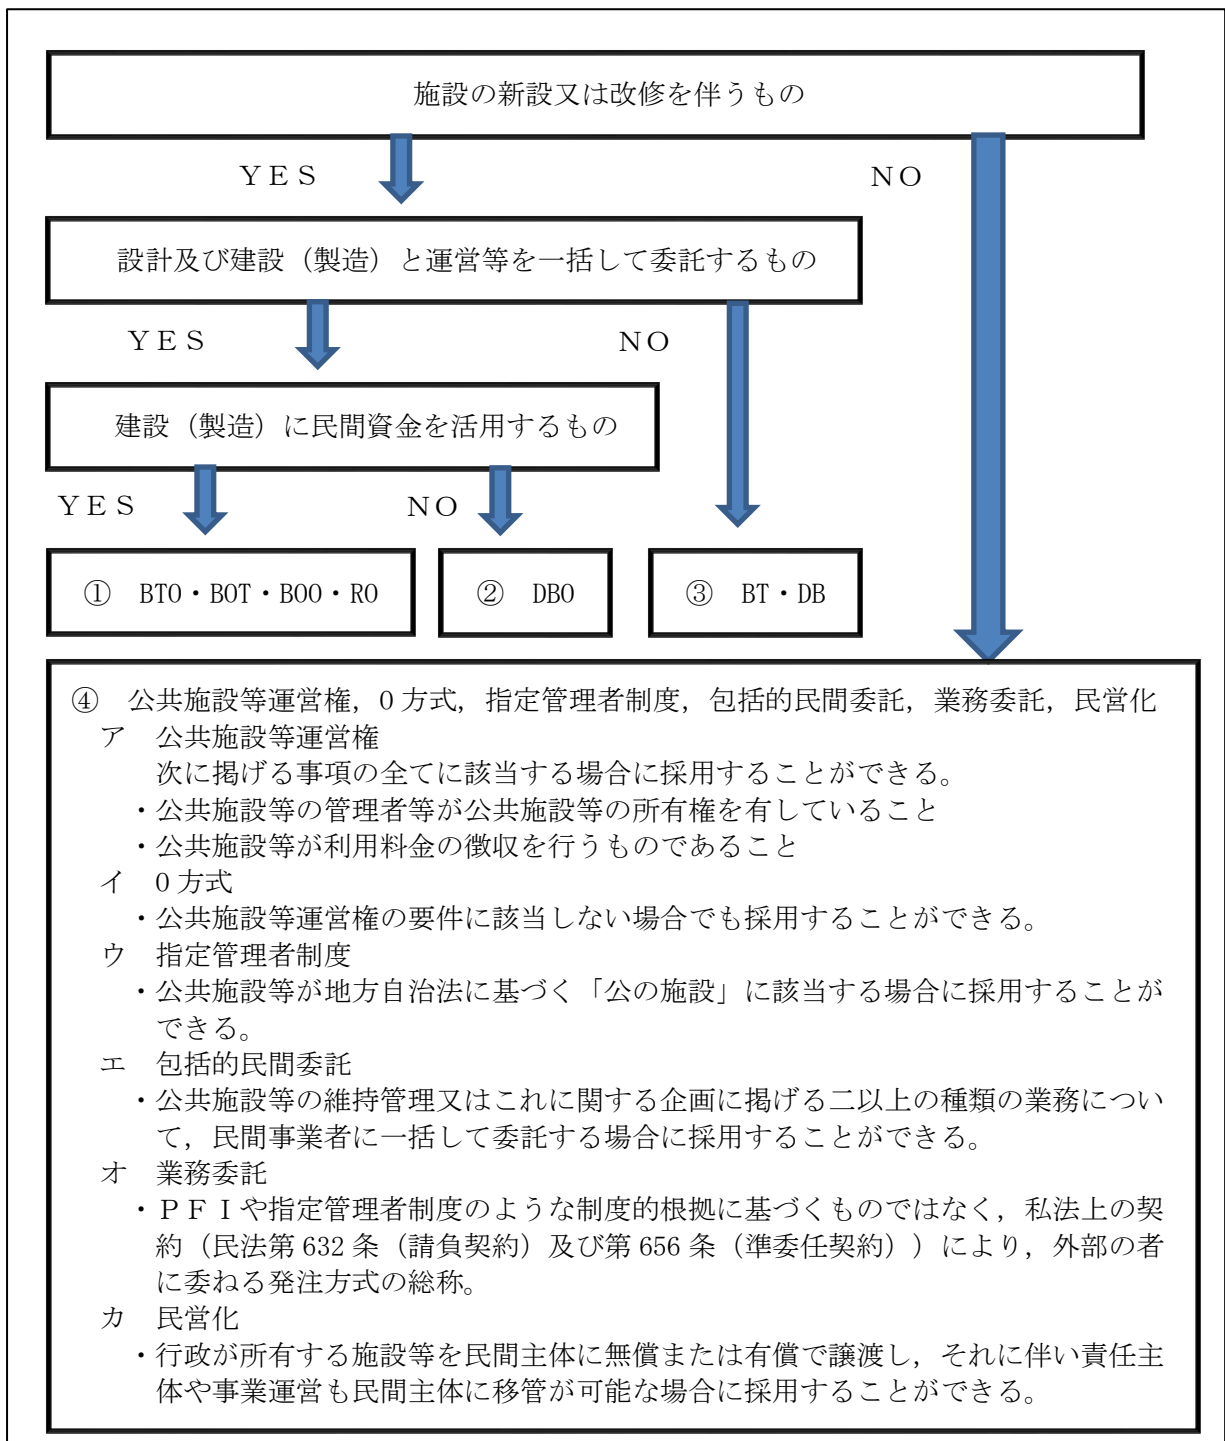 施設の新設又は改修を伴うもの
YES
NO
設計及び建設（製造）と運営等を一括して委託するもの
YES
NO
建設（製造）に民間資金を活用するもの
YES
NO
① BTO・BOT・BOO・RO
② DBO
③ BT・DB
④ 公共施設等運営権，O方式，指定管理者制度，包括的民間委託，業務委託，民営化
ア 公共施設等運営権
次に掲げる事項の全てに該当する場合に採用することができる。
・公共施設等の管理者等が公共施設等の所有権を有していること
・公共施設等が利用料金の徴収を行うものであること
イ O方式
・公共施設等運営権の要件に該当しない場合でも採用することができる。
ウ 指定管理者制度
・公共施設等が地方自治法に基づく「公の施設」に該当する場合に採用することが
できる。
エ 包括的民間委託
・公共施設等の維持管理又はこれに関する企画に掲げる二以上の種類の業務につい
て，民間事業者に一括して委託する場合に採用することができる。
オ 業務委託
・ＰＦＩや指定管理者制度のような制度的根拠に基づくものではなく，私法上の契
約（民法第 632 条（請負契約）及び第 656 条（準委任契約））により，外部の者
に委ねる発注方式の総称。
カ 民営化
・行政が所有する施設等を民間主体に無償または有償で譲渡し，それに伴い責任主
体や事業運営も民間主体に移管が可能な場合に採用することができる。